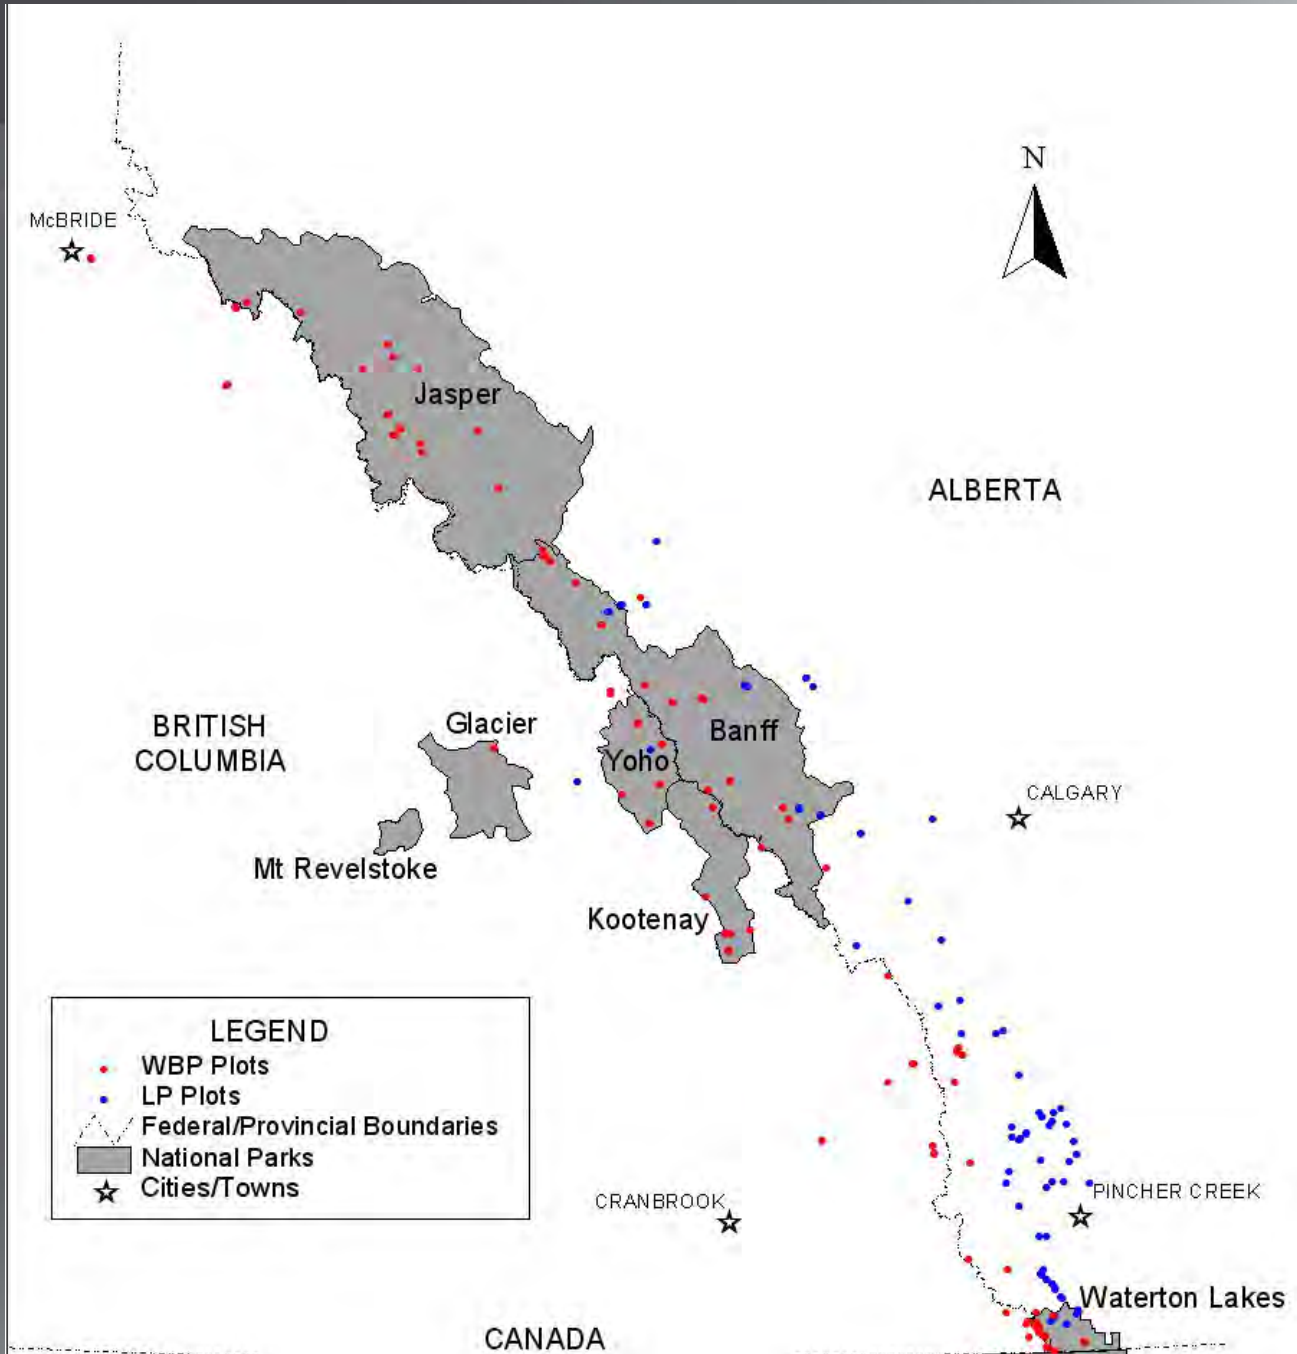 N
McBRIDE
Jasper
ALBERTA
BRITISH
COLUMBIA
Glacier
Banff
Yoho
CALGARY
Mt Revelstoke
Kootenay
LEGEND
WBP Plots
LP Plots
Federal/Provincial Boundaries
National Parks
Cities/Towns
CRANBROOK
PINCHER CREEK
Waterton Lakes
CANADA